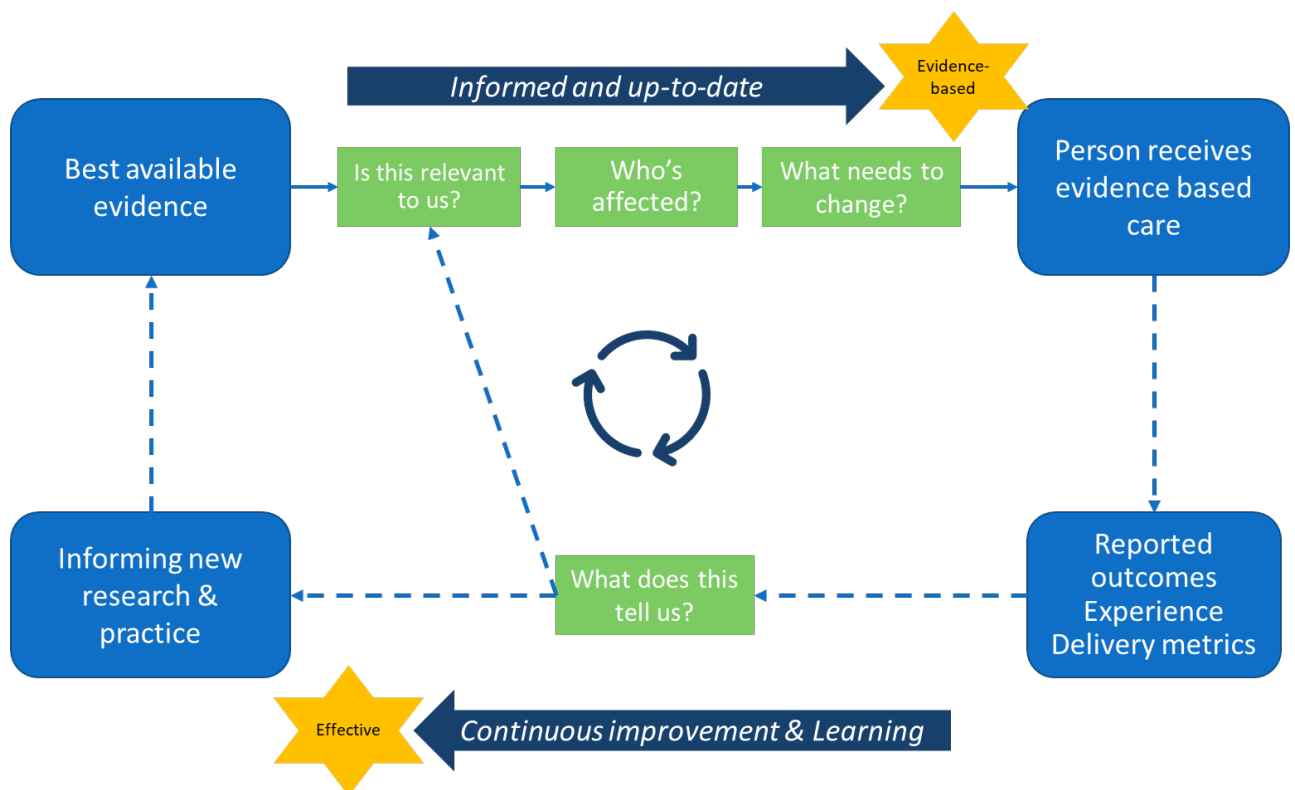 Informed and up-to-date
Evidence-
based
Best available
evidence
Is this relevant
to us?
Who's
affected?
What needs to
change?
Person receives
evidence based
care
Informing new
research &
practice
What does this
tell us?
Reported
outcomes
Experience
Delivery metrics
Effective
Continuous improvement & Learning